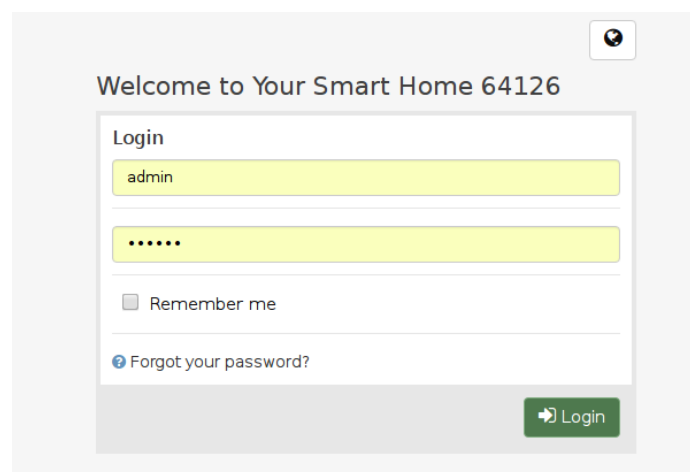 Welcome to Your Smart Home 64126
Login
admin
••••••
Remember me
Forgot your password?
Login